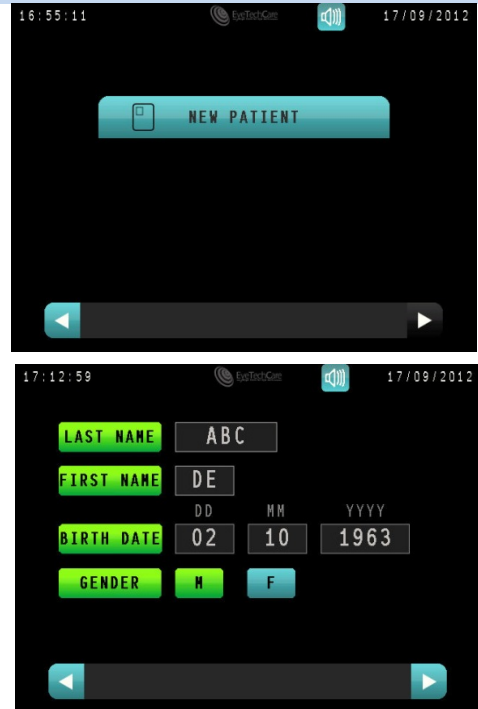 16:55:11 EyeTechCare 17/09/2012
NEW PATIENT
17:12:59 EyeTechCare 17/09/2012
LAST NAME ABC
FIRST NAME DE
DD MM YYYY
BIRTH DATE 02 10 1963
GENDER M F